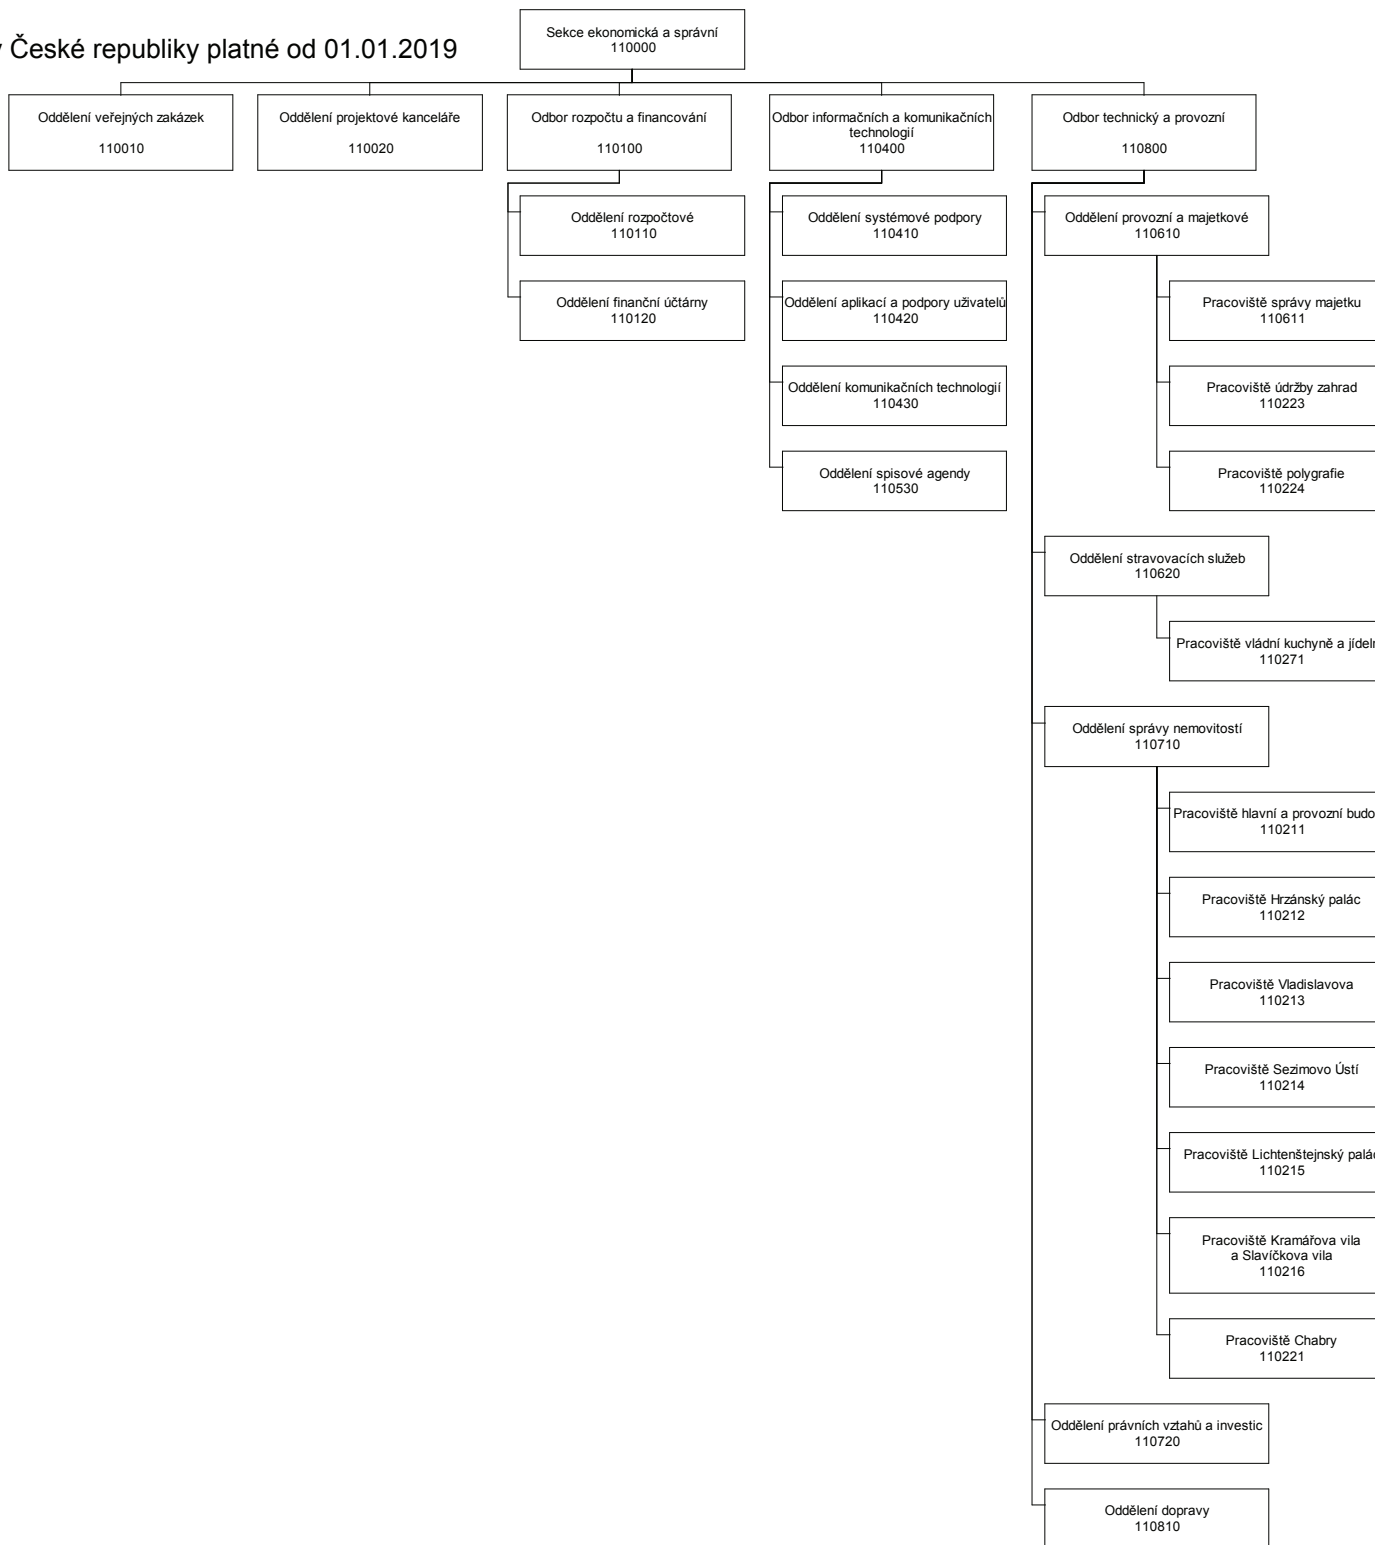 České republiky platné od 01.01.2019
Sekce ekonomická a správní
110000
Oddělení veřejných zakázek
110010
Oddělení projektové kanceláře
110020
Odbor rozpočtu a financování
110100
Odbor informačních a komunikačních
technologií
110400
Odbor technický a provozní
110800
Oddělení rozpočtové
110110
Oddělení finanční účtárny
110120
Oddělení systémové podpory
110410
Oddělení aplikací a podpory uživatelů
110420
Oddělení komunikačních technologií
110430
Oddělení spisové agendy
110530
Oddělení provozní a majetkové
110610
Pracoviště správy majetku
110611
Pracoviště údržby zahrad
110223
Pracoviště polygrafie
110224
Oddělení stravovacích služeb
110620
Pracoviště vládní kuchyně a
110271
Oddělení správy nemovitostí
110710
Pracoviště hlavní a provozní
110211
Pracoviště Hrzánský palác
110212
Pracoviště Vladislavova
110213
Pracoviště Sezimovo Ústí
110214
Pracoviště Lichtenštejnský palác
110215
Pracoviště Kramářova vila
a Slavíčkova vila
110216
Pracoviště Chabry
110221
Oddělení právních vztahů a investic
110720
Oddělení dopravy
110810